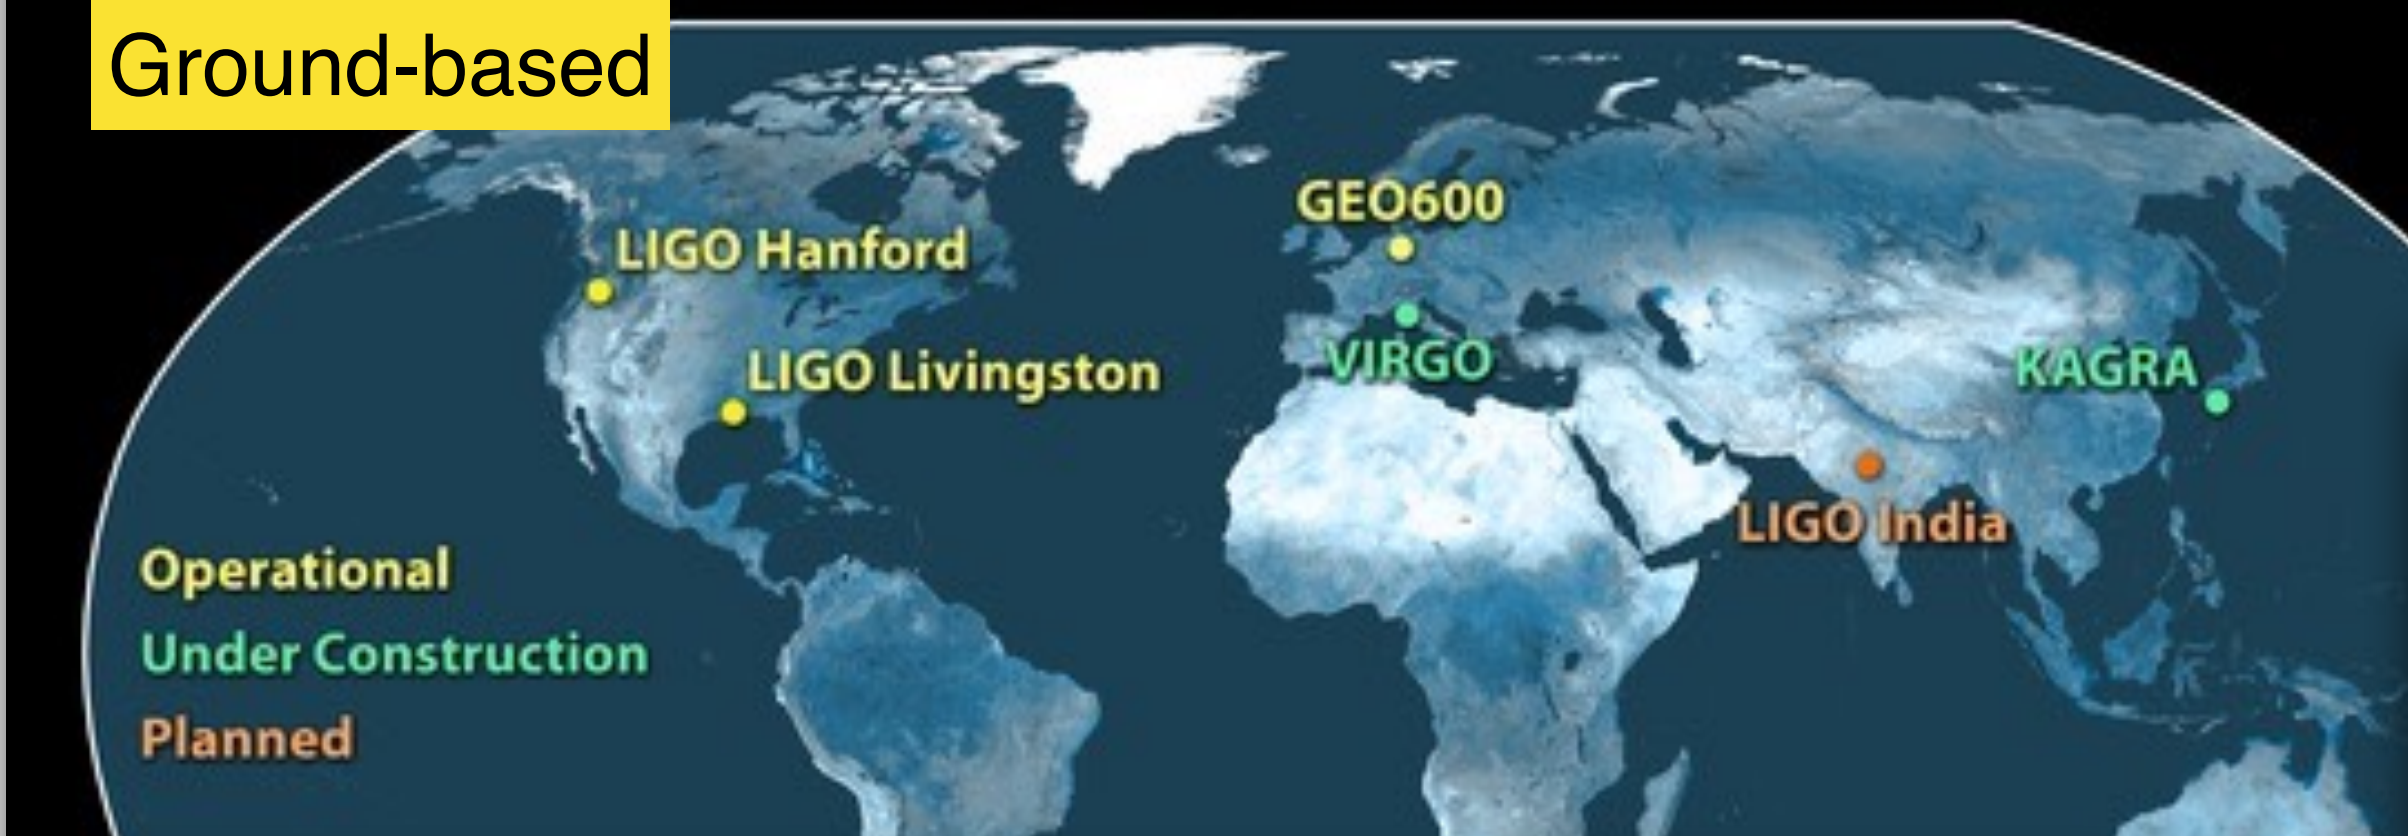 Ground-based
GEO600
LIGO Hanford
VIRGO
KAGRA
LIGO Livingston
LIGO India
Operational
Under Construction
Planned